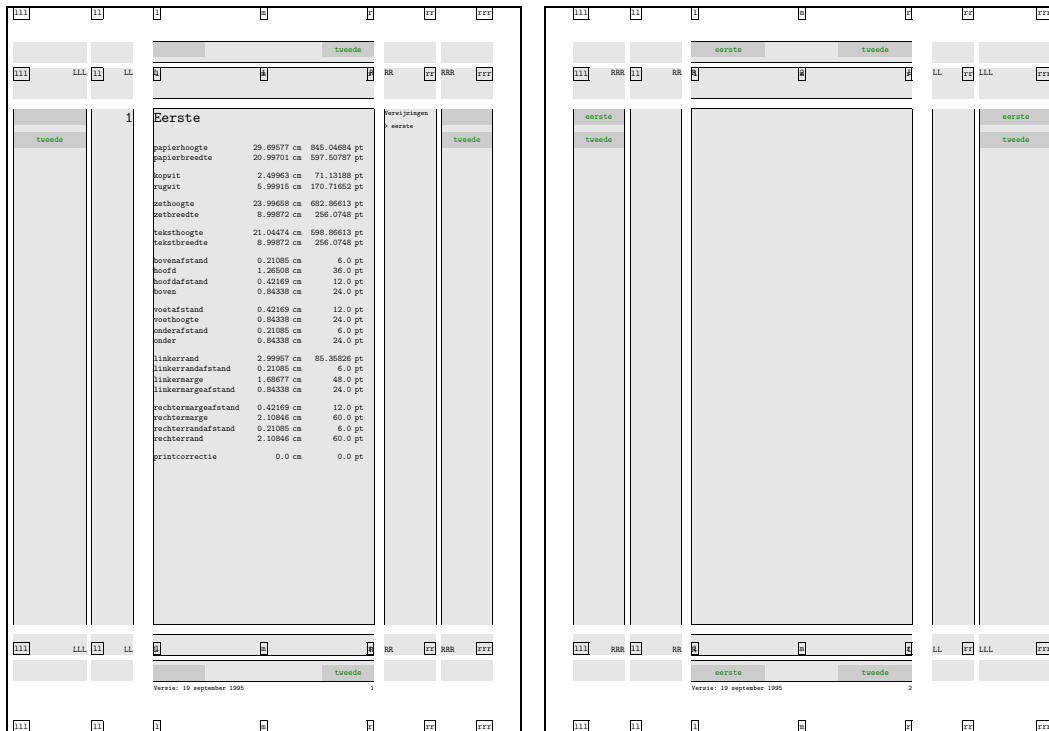 lll ll l m r rr rrr
tweede
lll LLL ll LL RR rr RRR rrr
1 Eerste
tweede
papierhoogte 29.69577 cm 845.04684 pt
papierbreedte 20.99701 cm 597.50787 pt
kopwit 2.49963 cm 71.13188 pt
rugwit 5.99915 cm 170.71652 pt
zethoogte 23.99658 cm 682.86613 pt
zetbreedte 8.99872 cm 256.0748 pt
teksthoogte 21.04474 cm 598.86613 pt
tekstbreedte 8.99872 cm 256.0748 pt
bovenafstand 0.21085 cm 6.0 pt
hoofd 1.26508 cm 36.0 pt
hoofdafstand 0.42169 cm 12.0 pt
boven 0.84338 cm 24.0 pt
voetafstand 0.42169 cm 12.0 pt
voethoogte 0.84338 cm 24.0 pt
onderafstand 0.21085 cm 6.0 pt
onder 0.84338 cm 24.0 pt
linkerrand 2.99957 cm 85.35826 pt
linkerrandafstand 0.21085 cm 6.0 pt
linkermarge 1.68677 cm 48.0 pt
linkermargeafstand 0.84338 cm 24.0 pt
rechtermargeafstand 0.42169 cm 12.0 pt
rechtermarge 2.10846 cm 60.0 pt
rechterrandafstand 0.21085 cm 6.0 pt
rechterrand 2.10846 cm 60.0 pt
printcorrectie 0.0 cm 0.0 pt
Verwijzingen
> eerste
tweede
lll LLL ll LL m RR rr RRR rrr
tweede
Versie: 19 september 1995 1
lll ll l m r rr rrr
lll ll l m r rr rrr
eerste tweede
lll RRR ll RR LL rr LLL rrr
eerste
tweede
eerste
tweede
lll RRR ll RR m LL rr LLL rrr
eerste tweede
Versie: 19 september 1995 2
lll ll l m r rr rrr